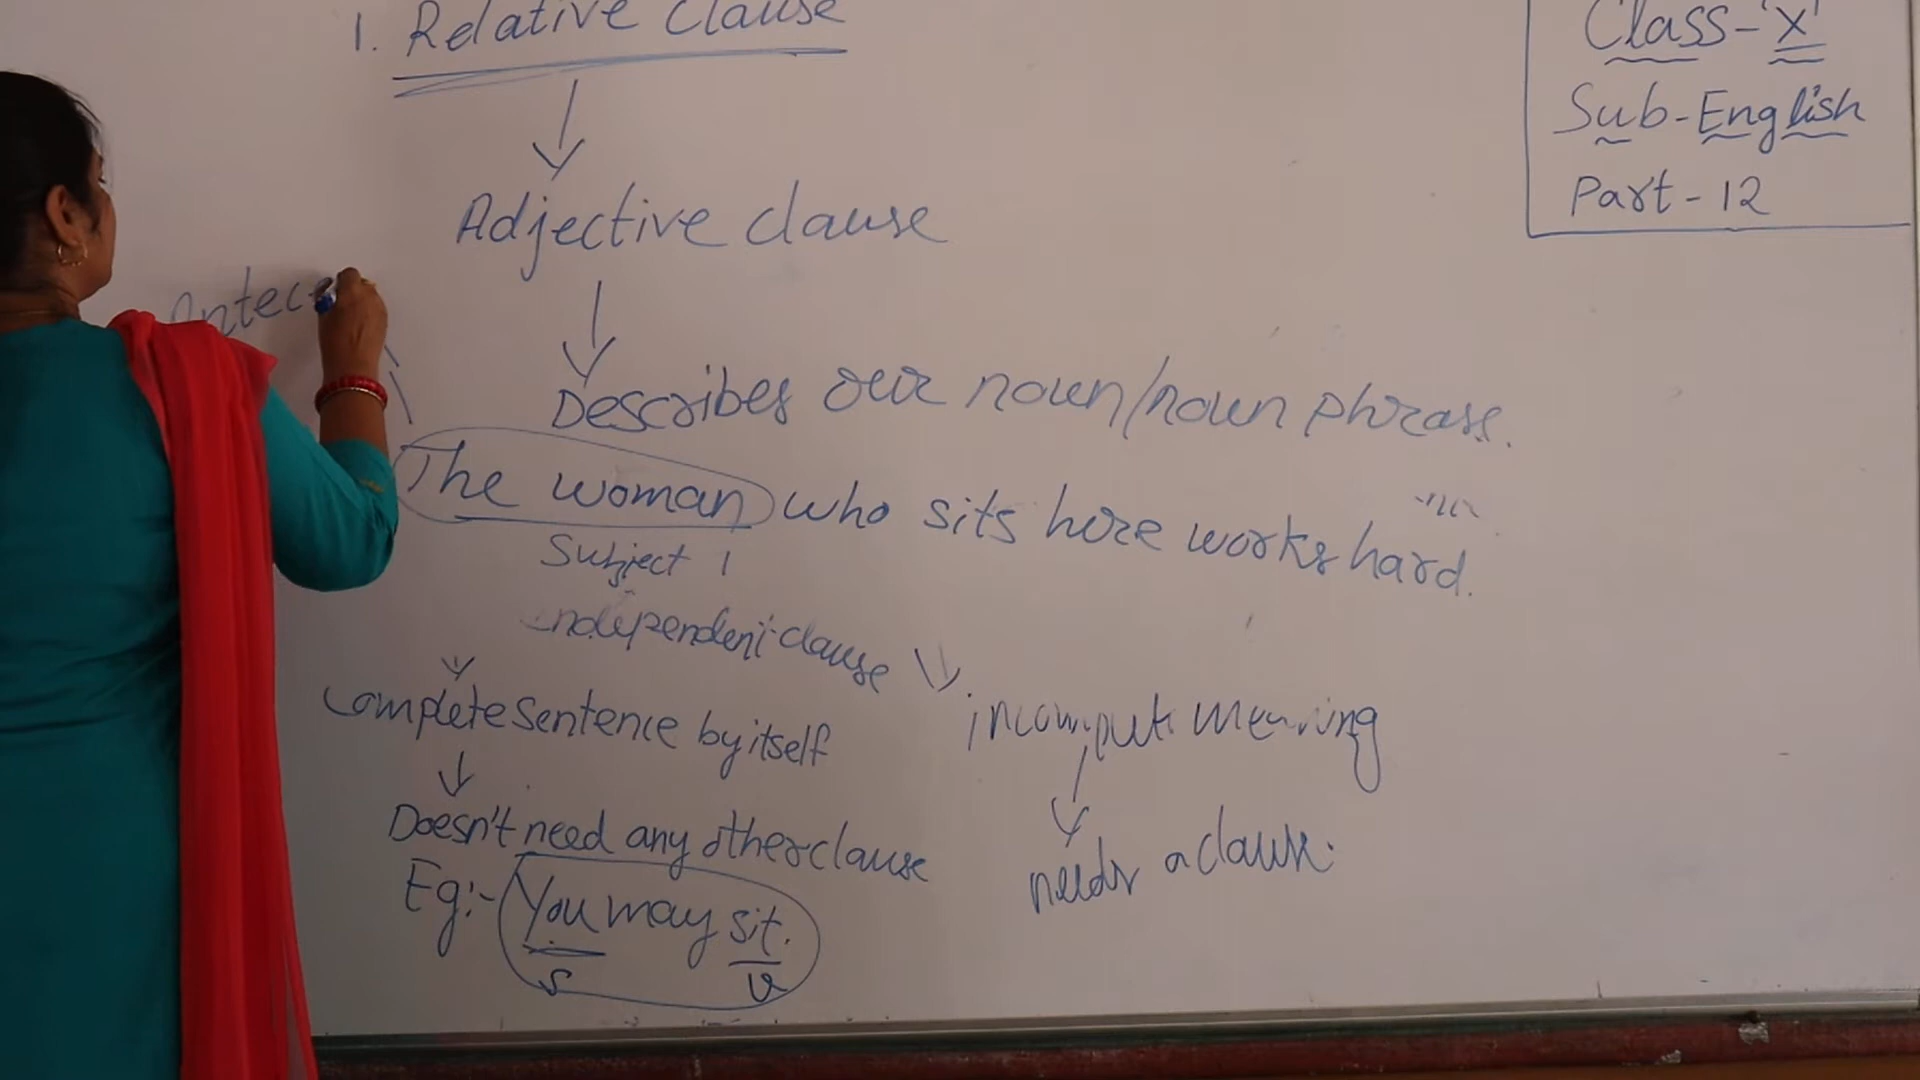 1. Relative Clause
Class-'X'
Sub-English
Part-12
Adjective clause
Antece
Describes our noun/noun phrase.
The woman who sits here works hard.
Subject 1
independent clause
Complete sentence by itself
meaning
Doesn't need any other clause
needs a clause.
Eg:- You may sit.
S
v